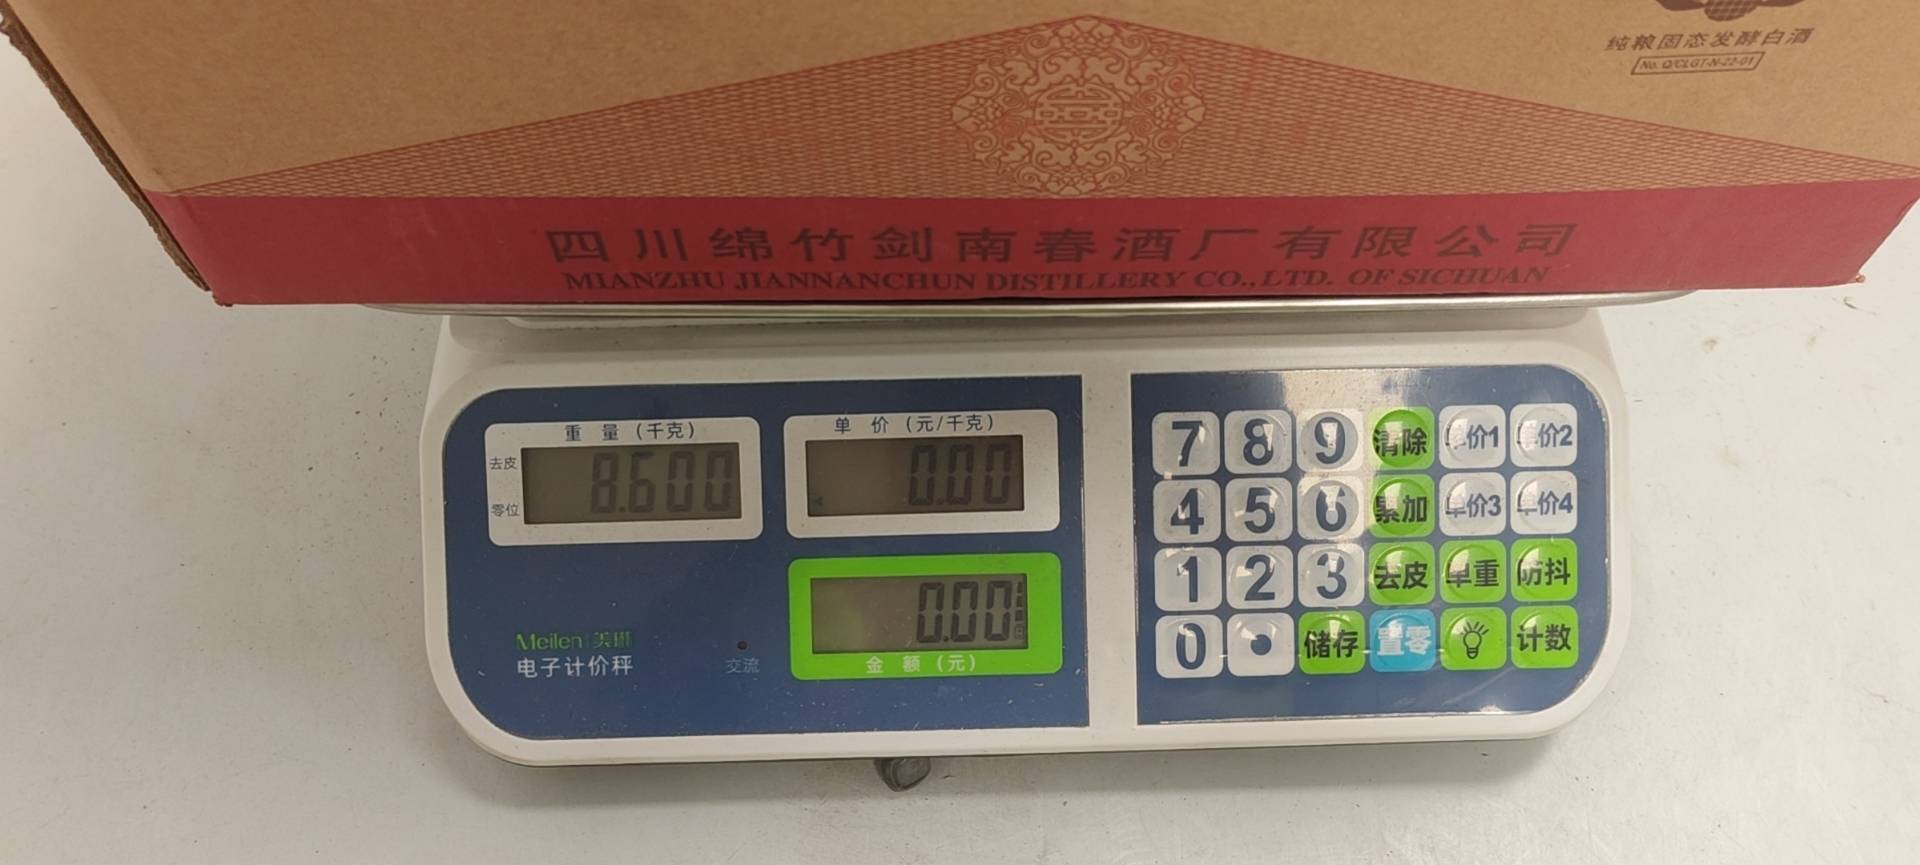 纯粮固态发酵白酒
No. Q/CLGT-N-22-01
四川绵竹剑南春酒厂有限公司
MIANZHU JIANNANCHUN DISTILLERY CO.,LTD. OF SICHUAN
重 量 (千克)
单 价 (元/千克)
去皮
零位
8.600
0.00
0.00
金 额 (元)
Meilen 美琳
电子计价秤
交流
7 8 9 清除 单价1 单价2
4 5 6 累加 单价3 单价4
1 2 3 去皮 单重 防抖
0 . 储存 置零 计数